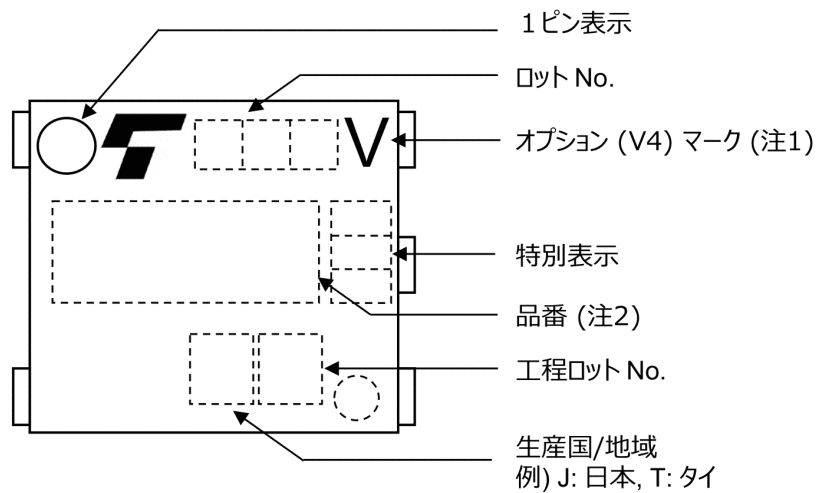 1ピン表示
ロット No.
V
オプション (V4) マーク (注1)
特別表示
品番 (注2)
工程ロット No.
生産国/地域
例) J: 日本, T: タイ